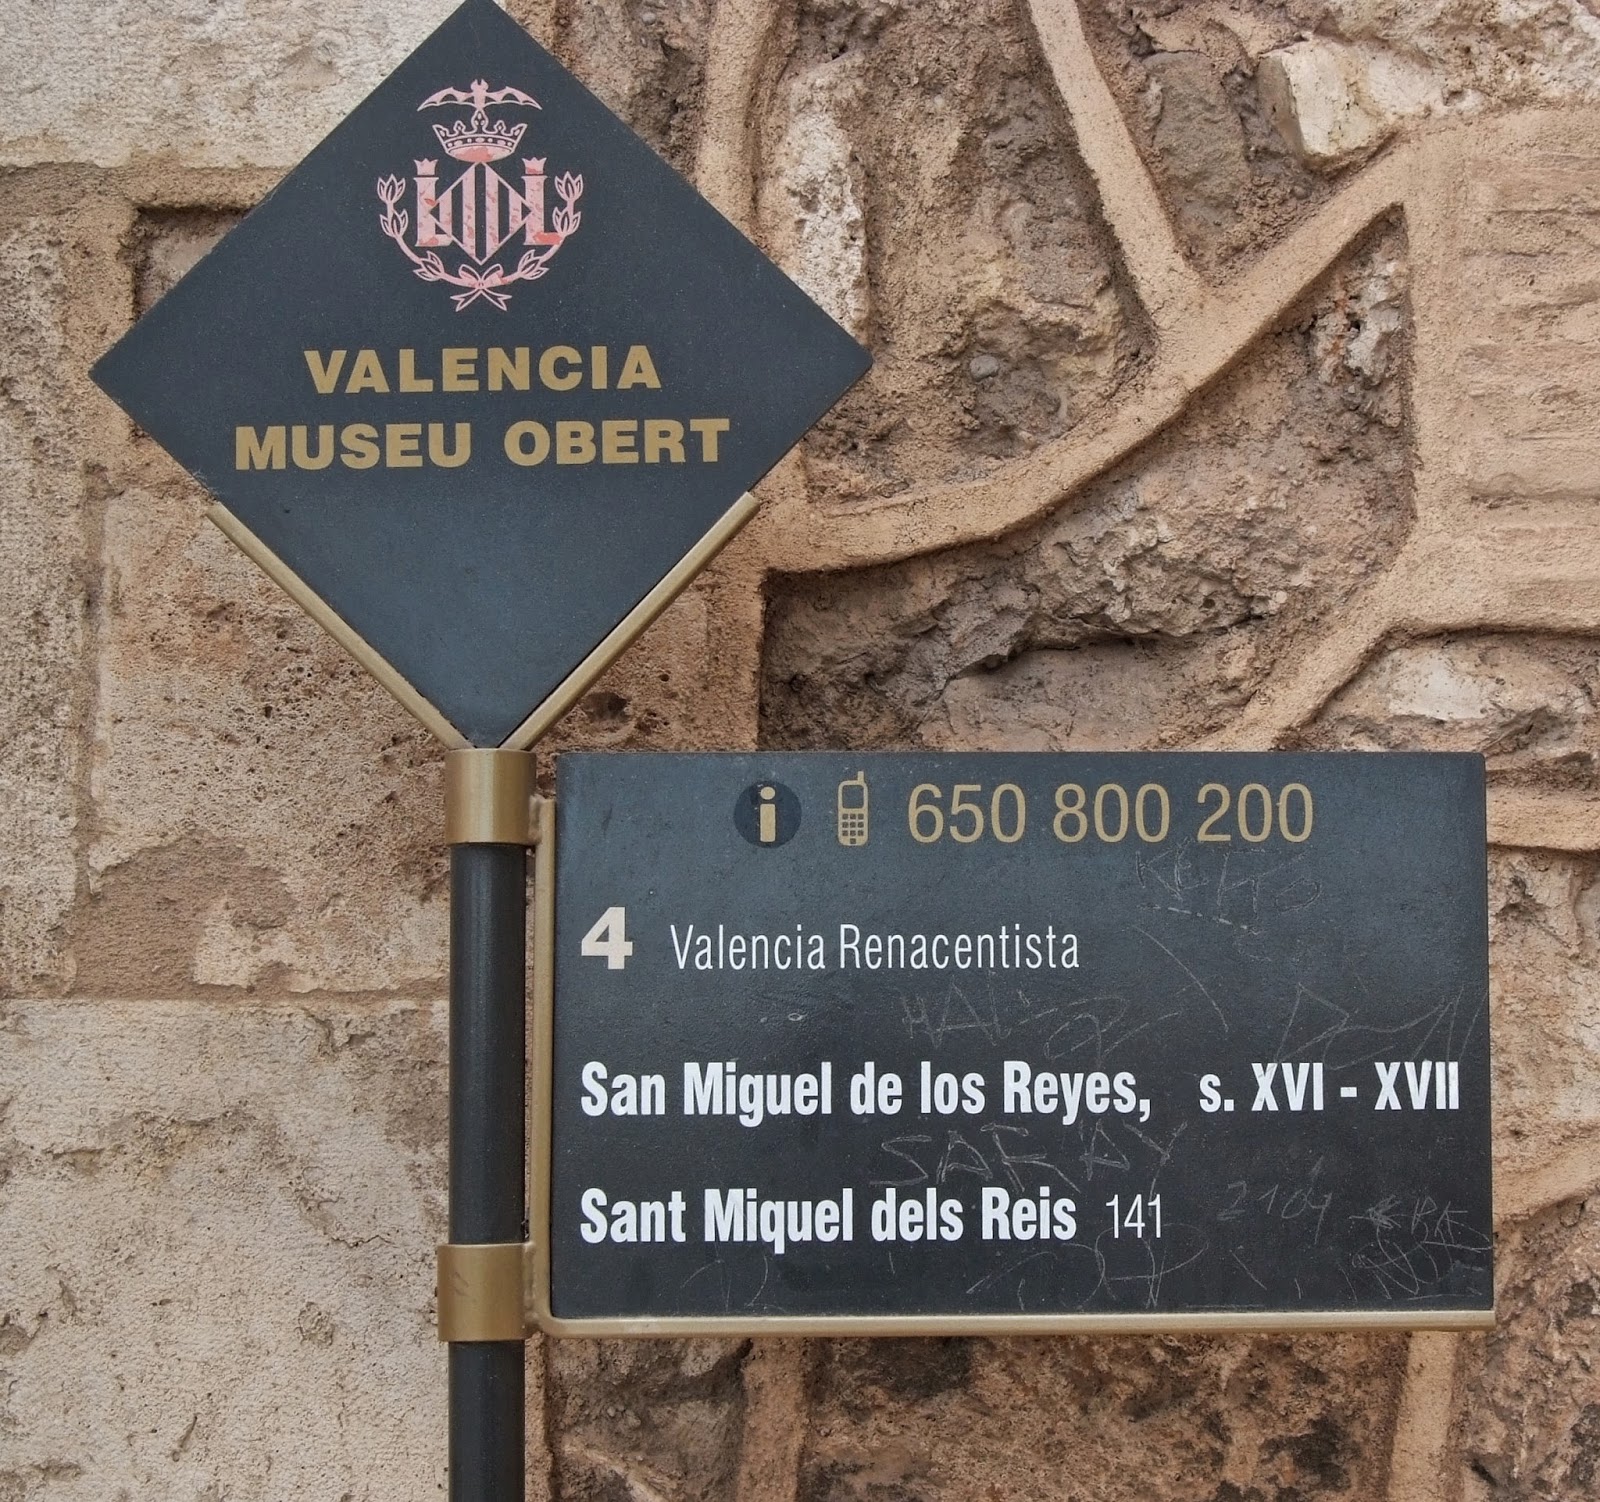 VALENCIA
MUSEU OBERT
i 650 800 200
4 Valencia Renacentista
San Miguel de los Reyes, s. XVI - XVII
Sant Miquel dels Reis 141